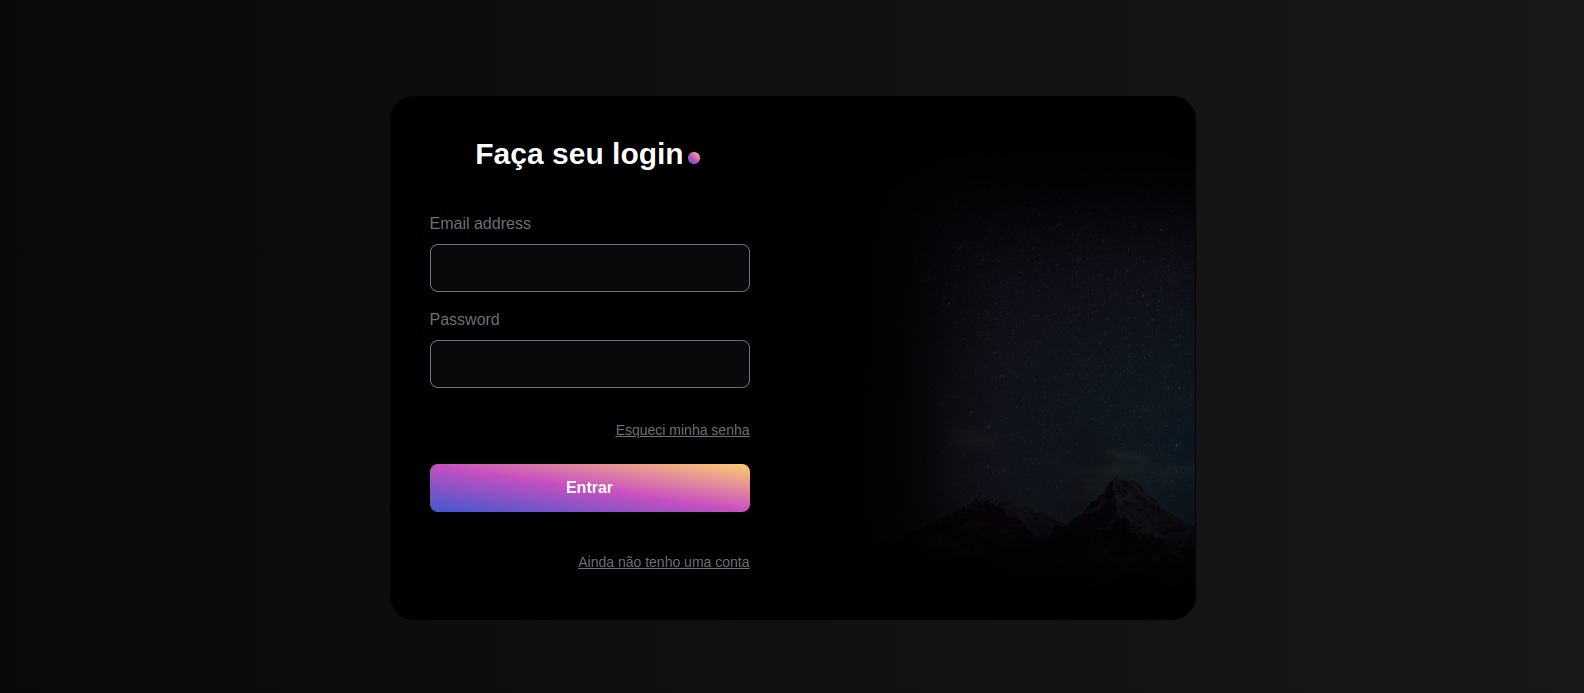 Faça seu login
Email address
Password
Esqueci minha senha
Entrar
Ainda não tenho uma conta